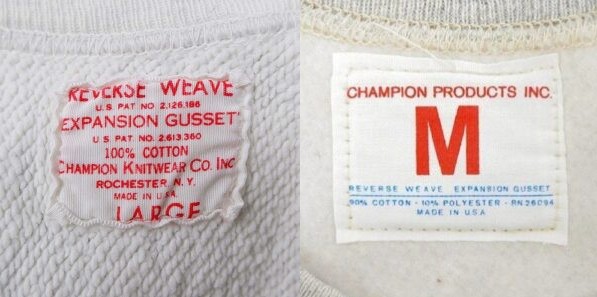 REVERSE WEAVE
U.S. PAT NO. 2,126,186
EXPANSION GUSSET
U.S. PAT NO. 2,613,360
100% COTTON
CHAMPION KNITWEAR CO. INC
ROCHESTER, N.Y.
MADE IN U.S.A.
LARGE
CHAMPION PRODUCTS INC.
M
REVERSE WEAVE EXPANSION GUSSET
90% COTTON - 10% POLYESTER - RN26094
MADE IN U.S.A.